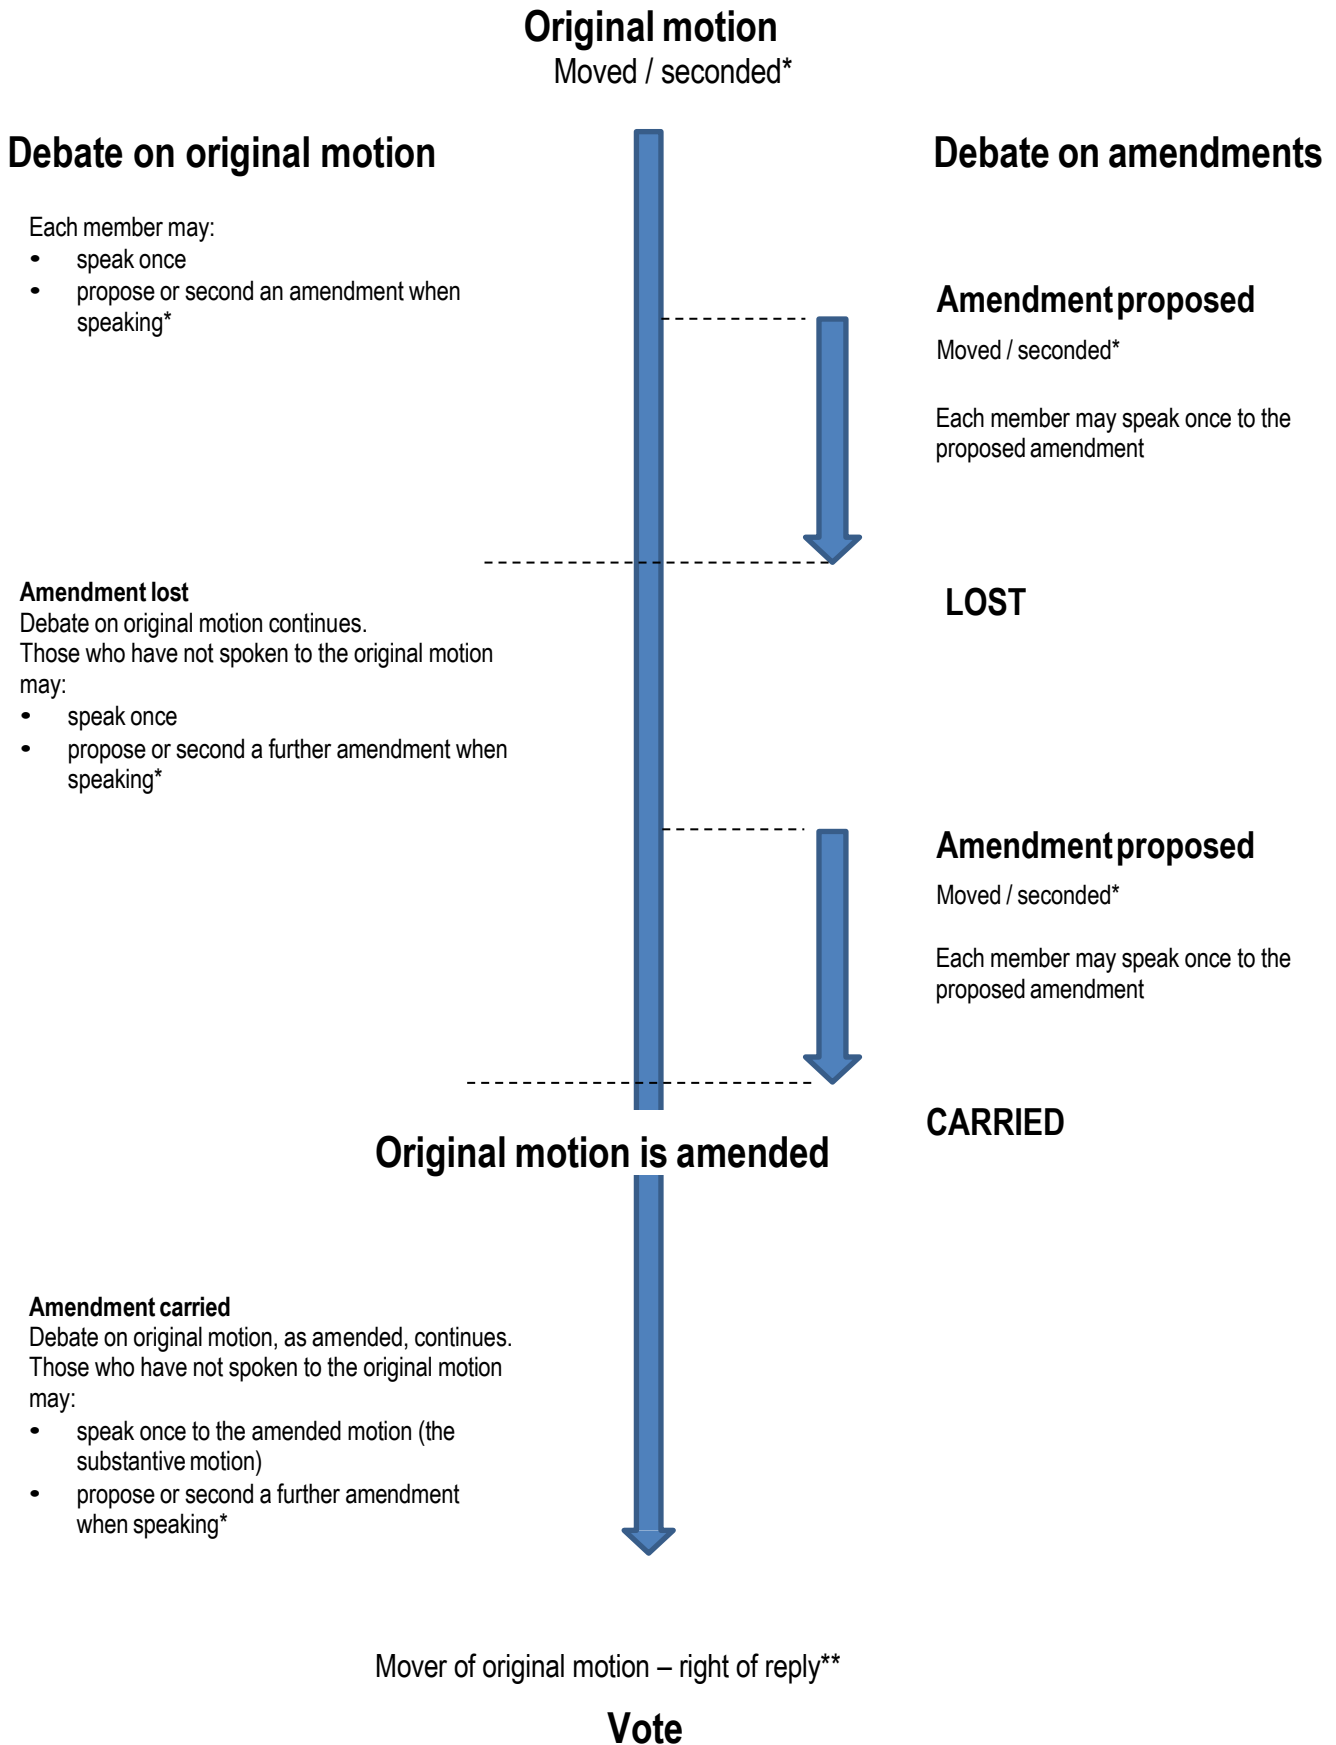 Original motion
Moved / seconded*
Debate on original motion
Debate on amendments
Each member may:
• speak once
• propose or second an amendment when
speaking*
Amendment proposed
Moved / seconded*
Each member may speak once to the
proposed amendment
LOST
Amendment lost
Debate on original motion continues.
Those who have not spoken to the original motion
may:
• speak once
• propose or second a further amendment when
speaking*
Amendment proposed
Moved / seconded*
Each member may speak once to the
proposed amendment
CARRIED
Original motion is amended
Amendment carried
Debate on original motion, as amended, continues.
Those who have not spoken to the original motion
may:
• speak once to the amended motion (the
substantive motion)
• propose or second a further amendment
when speaking*
Mover of original motion – right of reply**
Vote